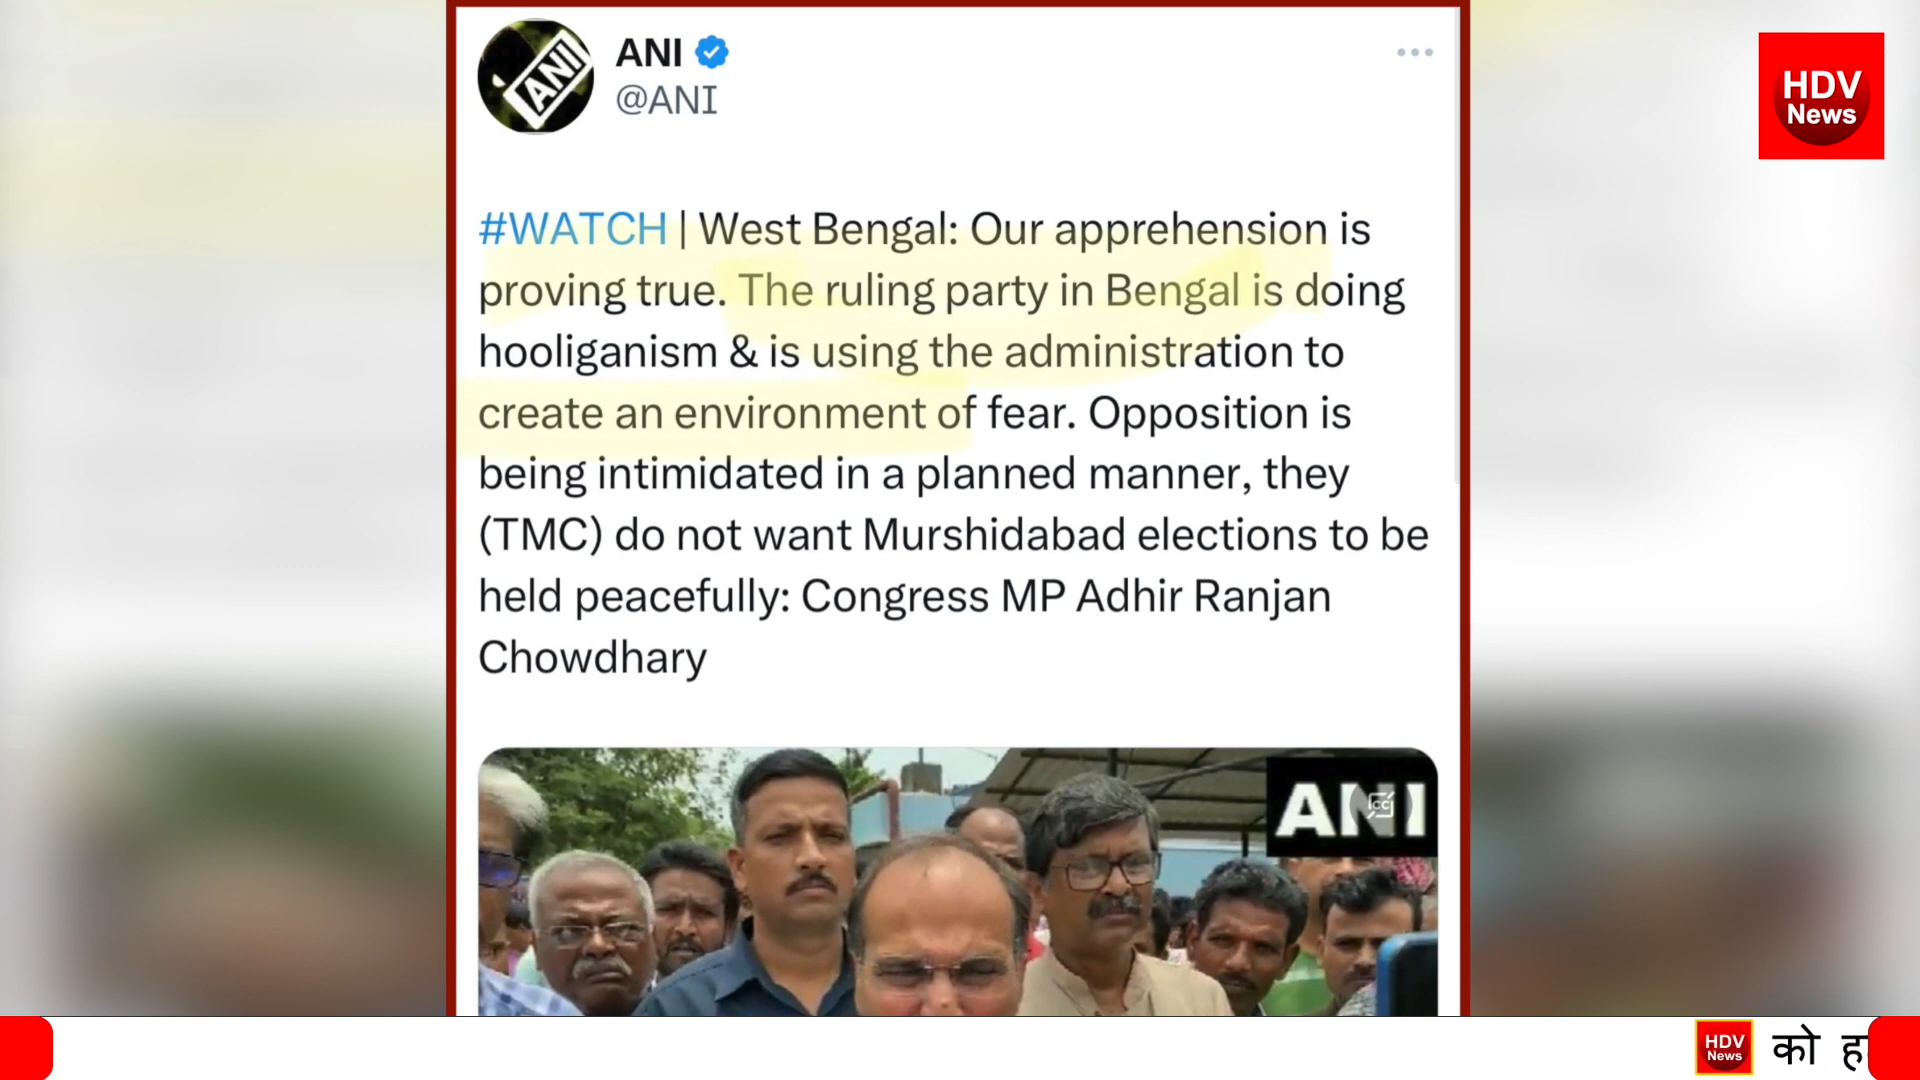 ANI
ANI
@ANI
HDV
News
#WATCH | West Bengal: Our apprehension is
proving true. The ruling party in Bengal is doing
hooliganism & is using the administration to
create an environment of fear. Opposition is
being intimidated in a planned manner, they
(TMC) do not want Murshidabad elections to be
held peacefully: Congress MP Adhir Ranjan
Chowdhary
ANI
HDV
News
को